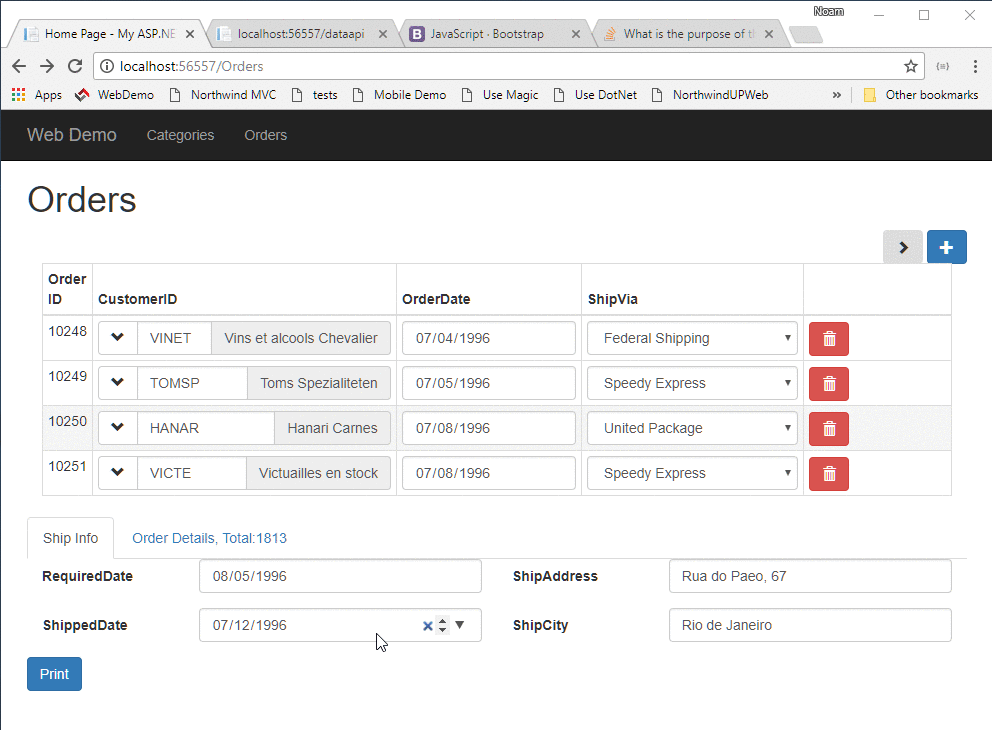 Noam
Home Page - My ASP.NE
localhost:56557/dataapi
JavaScript · Bootstrap
What is the purpose of t
localhost:56557/Orders
Apps WebDemo Northwind MVC tests Mobile Demo Use Magic Use DotNet NorthwindUPWeb » Other bookmarks
Web Demo Categories Orders
Orders
Order ID CustomerID OrderDate ShipVia
10248 VINET Vins et alcools Chevalier 07/04/1996 Federal Shipping
10249 TOMSP Toms Spezialiteten 07/05/1996 Speedy Express
10250 HANAR Hanari Carnes 07/08/1996 United Package
10251 VICTE Victuailles en stock 07/08/1996 Speedy Express
Ship Info Order Details, Total:1813
RequiredDate 08/05/1996 ShipAddress Rua do Paeo, 67
ShippedDate 07/12/1996 ShipCity Rio de Janeiro
Print